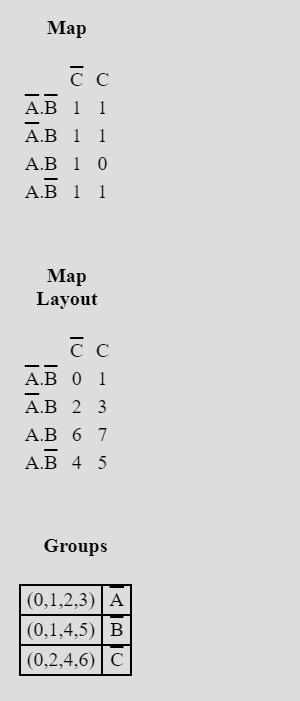 Map
C̅ C
A̅.B̅ 1 1
A̅.B 1 1
A.B 1 0
A.B̅ 1 1
Map
Layout
C̅ C
A̅.B̅ 0 1
A̅.B 2 3
A.B 6 7
A.B̅ 4 5
Groups
(0,1,2,3) A̅
(0,1,4,5) B̅
(0,2,4,6) C̅